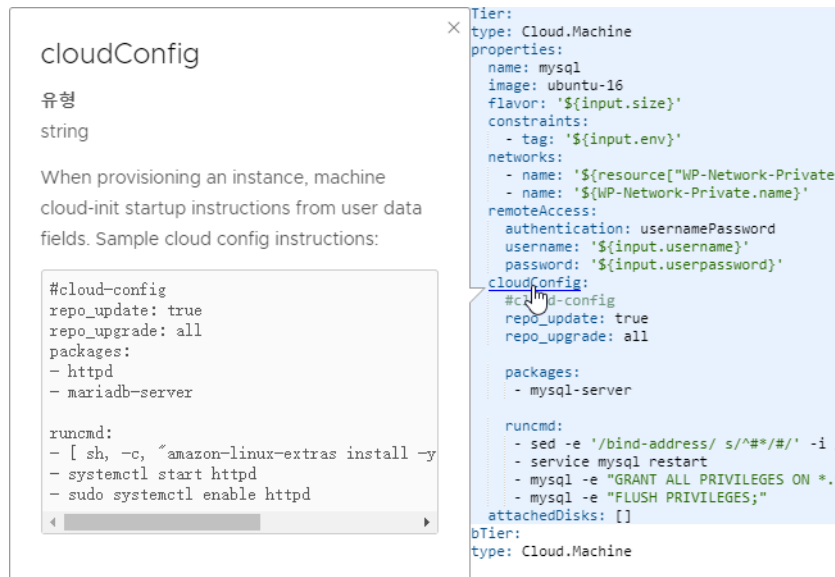 cloudConfig
유형
string
When provisioning an instance, machine
cloud-init startup instructions from user data
fields. Sample cloud config instructions:
#cloud-config
repo_update: true
repo_upgrade: all
packages:
- httpd
- mariadb-server
runcmd:
- [ sh, -c, "amazon-linux-extras install -y
- systemctl start httpd
- sudo systemctl enable httpd
Tier:
type: Cloud.Machine
properties:
name: mysql
image: ubuntu-16
flavor: '${input.size}'
constraints:
- tag: '${input.env}'
networks:
- name: '${resource["WP-Network-Private
- name: '${WP-Network-Private.name}'
remoteAccess:
authentication: usernamePassword
username: '${input.username}'
password: '${input.userpassword}'
cloudConfig:
#cloud-config
repo_update: true
repo_upgrade: all
packages:
- mysql-server
runcmd:
- sed -e '/bind-address/ s/^#*/#/' -i
- service mysql restart
- mysql -e "GRANT ALL PRIVILEGES ON *.
- mysql -e "FLUSH PRIVILEGES;"
attachedDisks: []
bTier:
type: Cloud.Machine